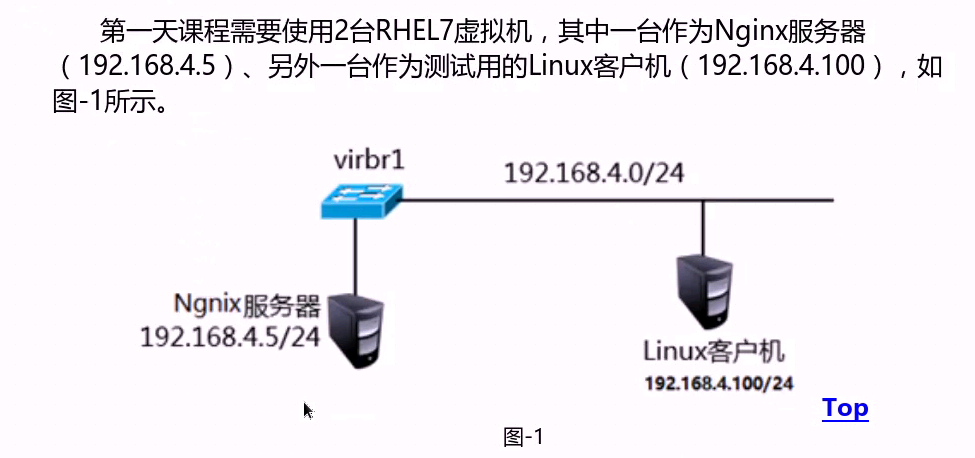 第一天课程需要使用2台RHEL7虚拟机，其中一台作为Nginx服务器
（192.168.4.5）、另外一台作为测试用的Linux客户机（192.168.4.100），如
图-1所示。
virbr1
192.168.4.0/24
Ngnix服务器
192.168.4.5/24
Linux客户机
192.168.4.100/24
Top
图-1